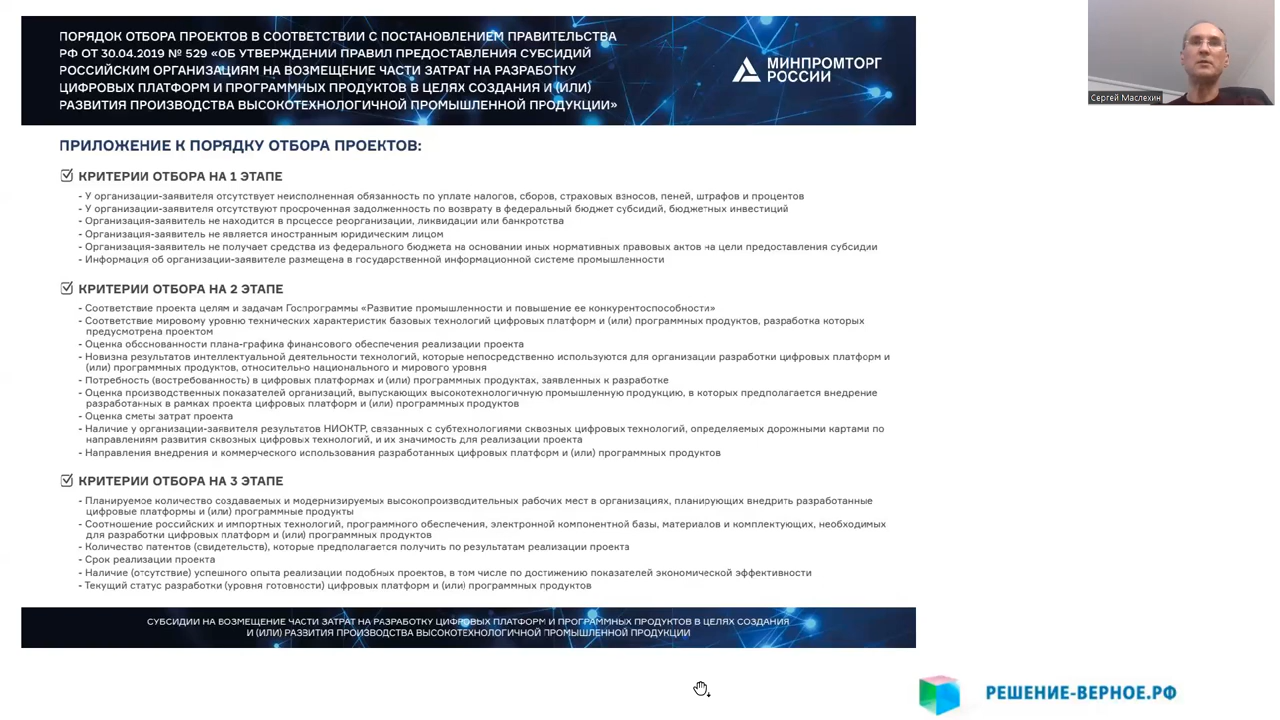 ПОРЯДОК ОТБОРА ПРОЕКТОВ В СООТВЕТСТВИИ С ПОСТАНОВЛЕНИЕМ ПРАВИТЕЛЬСТВА
РФ ОТ 30.04.2019 № 529 «ОБ УТВЕРЖДЕНИИ ПРАВИЛ ПРЕДОСТАВЛЕНИЯ СУБСИДИЙ
РОССИЙСКИМ ОРГАНИЗАЦИЯМ НА ВОЗМЕЩЕНИЕ ЧАСТИ ЗАТРАТ НА РАЗРАБОТКУ
ЦИФРОВЫХ ПЛАТФОРМ И ПРОГРАММНЫХ ПРОДУКТОВ В ЦЕЛЯХ СОЗДАНИЯ И (ИЛИ)
РАЗВИТИЯ ПРОИЗВОДСТВА ВЫСОКОТЕХНОЛОГИЧНОЙ ПРОМЫШЛЕННОЙ ПРОДУКЦИИ»
МИНПРОМТОРГ
РОССИИ
Сергей Маслехин
ПРИЛОЖЕНИЕ К ПОРЯДКУ ОТБОРА ПРОЕКТОВ:
КРИТЕРИИ ОТБОРА НА 1 ЭТАПЕ
- У организации-заявителя отсутствует неисполненная обязанность по уплате налогов, сборов, страховых взносов, пеней, штрафов и процентов
- У организации-заявителя отсутствуют просроченная задолженность по возврату в федеральный бюджет субсидий, бюджетных инвестиций
- Организация-заявитель не находится в процессе реорганизации, ликвидации или банкротства
- Организация-заявитель не является иностранным юридическим лицом
- Организация-заявитель не получает средства из федерального бюджета на основании иных нормативных правовых актов на цели предоставления субсидии
- Информация об организации-заявителе размещена в государственной информационной системе промышленности
КРИТЕРИИ ОТБОРА НА 2 ЭТАПЕ
- Соответствие проекта целям и задачам Госпрограммы «Развитие промышленности и повышение ее конкурентоспособности»
- Соответствие мировому уровню технических характеристик базовых технологий цифровых платформ и (или) программных продуктов, разработка которых
предусмотрена проектом
- Оценка обоснованности плана-графика финансового обеспечения реализации проекта
- Новизна результатов интеллектуальной деятельности технологий, которые непосредственно используются для организации разработки цифровых платформ и
(или) программных продуктов, относительно национального и мирового уровня
- Потребность (востребованность) в цифровых платформах и (или) программных продуктах, заявленных к разработке
- Оценка производственных показателей организаций, выпускающих высокотехнологичную промышленную продукцию, в которых предполагается внедрение
разработанных в рамках проекта цифровых платформ и (или) программных продуктов
- Оценка сметы затрат проекта
- Наличие у организации-заявителя результатов НИОКТР, связанных с субтехнологиями сквозных цифровых технологий, определяемых дорожными картами по
направлениям развития сквозных цифровых технологий, и их значимость для реализации проекта
- Направления внедрения и коммерческого использования разработанных цифровых платформ и (или) программных продуктов
КРИТЕРИИ ОТБОРА НА 3 ЭТАПЕ
- Планируемое количество создаваемых и модернизируемых высокопроизводительных рабочих мест в организациях, планирующих внедрить разработанные
цифровые платформы и (или) программные продукты
- Соотношение российских и импортных технологий, программного обеспечения, электронной компонентной базы, материалов и комплектующих, необходимых
для разработки цифровых платформ и (или) программных продуктов
- Количество патентов (свидетельств), которые предполагается получить по результатам реализации проекта
- Срок реализации проекта
- Наличие (отсутствие) успешного опыта реализации подобных проектов, в том числе по достижению показателей экономической эффективности
- Текущий статус разработки (уровня готовности) цифровых платформ и (или) программных продуктов
СУБСИДИИ НА ВОЗМЕЩЕНИЕ ЧАСТИ ЗАТРАТ НА РАЗРАБОТКУ ЦИФРОВЫХ ПЛАТФОРМ И ПРОГРАММНЫХ ПРОДУКТОВ В ЦЕЛЯХ СОЗДАНИЯ
И (ИЛИ) РАЗВИТИЯ ПРОИЗВОДСТВА ВЫСОКОТЕХНОЛОГИЧНОЙ ПРОМЫШЛЕННОЙ ПРОДУКЦИИ
РЕШЕНИЕ-ВЕРНОЕ.РФ